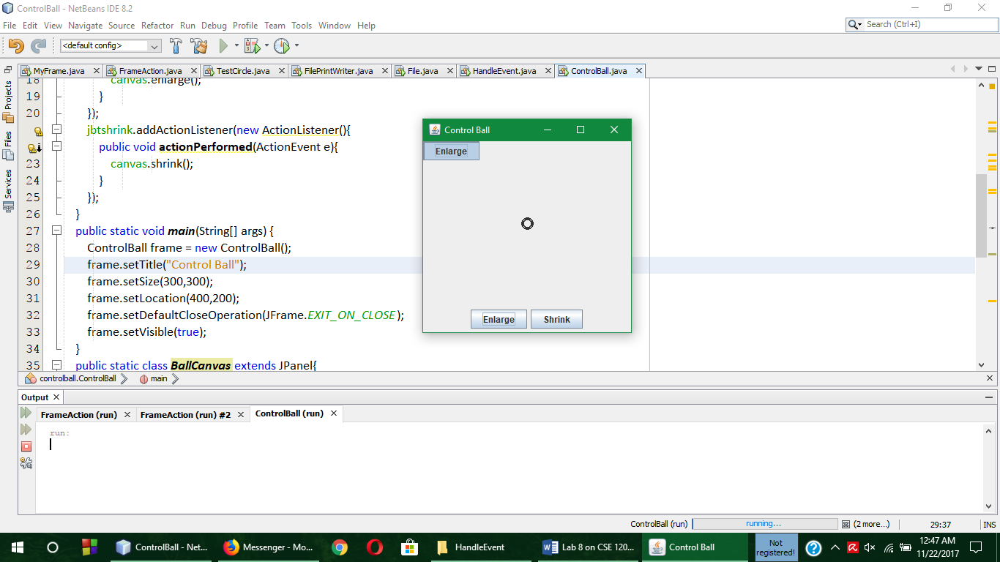 ControlBall - NetBeans IDE 8.2
File Edit View Navigate Source Refactor Run Debug Profile Team Tools Window Help
Search (Ctrl+I)
<default config>
MyFrame.java FrameAction.java TestCircle.java FilePrintWriter.java File.java HandleEvent.java ControlBall.java
Projects
Files
Services
18 canvas.enlarge();
19 }
20 });
jbtshrink.addActionListener(new ActionListener(){
public void actionPerformed(ActionEvent e){
23 canvas.shrink();
24 }
25 });
26 }
27 public static void main(String[] args) {
28 ControlBall frame = new ControlBall();
29 frame.setTitle("Control Ball");
30 frame.setSize(300,300);
31 frame.setLocation(400,200);
32 frame.setDefaultCloseOperation(JFrame.EXIT_ON_CLOSE);
33 frame.setVisible(true);
34 }
35 public static class BallCanvas extends JPanel{
Control Ball
Enlarge
Enlarge Shrink
controlball.ControlBall main
Output
FrameAction (run) FrameAction (run) #2 ControlBall (run)
run:
ControlBall (run) running... (2 more...) 29:37 INS
ControlBall - Net... Messenger - Mo... HandleEvent Lab 8 on CSE 120... Control Ball
Not registered!
12:47 AM
11/22/2017